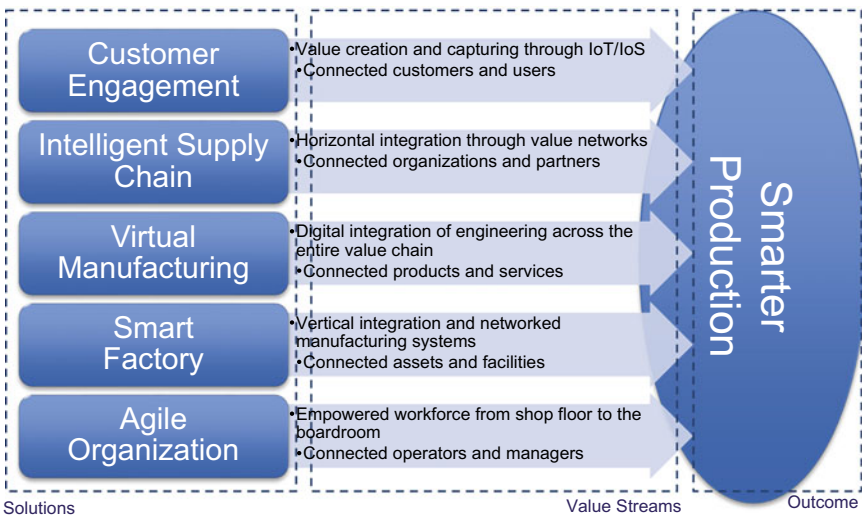 Customer
Engagement
•Value creation and capturing through IoT/IoS
•Connected customers and users
Intelligent Supply
Chain
•Horizontal integration through value networks
•Connected organizations and partners
Virtual
Manufacturing
•Digital integration of engineering across the
entire value chain
•Connected products and services
Smart
Factory
•Vertical integration and networked
manufacturing systems
•Connected assets and facilities
Agile
Organization
•Empowered workforce from shop floor to the
boardroom
•Connected operators and managers
Smarter
Production
Solutions
Value Streams
Outcome